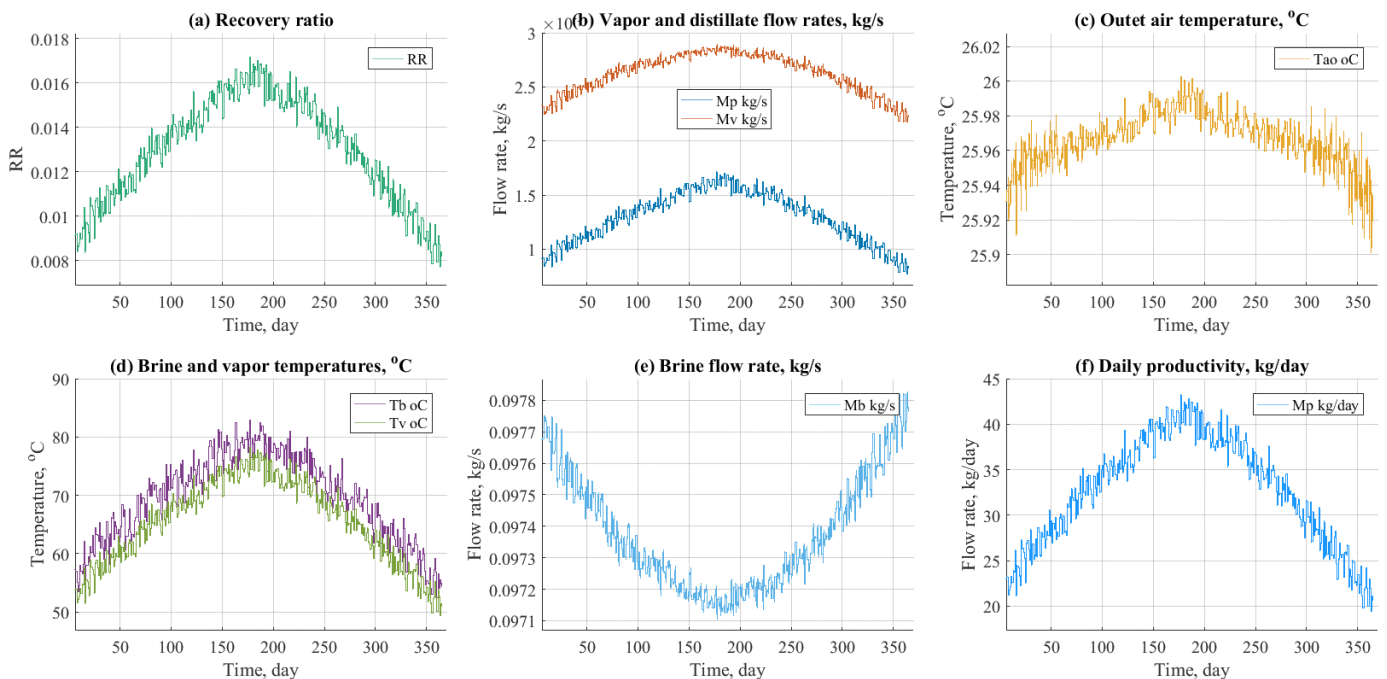 (a) Recovery ratio
0.018
0.016
0.014
0.012
0.01
0.008
RR
RR
50 100 150 200 250 300 350
Time, day
(b) Vapor and distillate flow rates, kg/s
3
2.5
2
1.5
1
Flow rate, kg/s
Mp kg/s
Mv kg/s
50 100 150 200 250 300 350
Time, day
(c) Outet air temperature, °C
26.02
26
25.98
25.96
25.94
25.92
25.9
Temperature, °C
Tao oC
50 100 150 200 250 300 350
Time, day
(d) Brine and vapor temperatures, °C
90
80
70
60
50
Temperature, °C
Tb oC
Tv oC
50 100 150 200 250 300 350
Time, day
(e) Brine flow rate, kg/s
0.0978
0.0977
0.0976
0.0975
0.0974
0.0973
0.0972
0.0971
Flow rate, kg/s
Mb kg/s
50 100 150 200 250 300 350
Time, day
(f) Daily productivity, kg/day
45
40
35
30
25
20
Flow rate, kg/day
Mp kg/day
50 100 150 200 250 300 350
Time, day